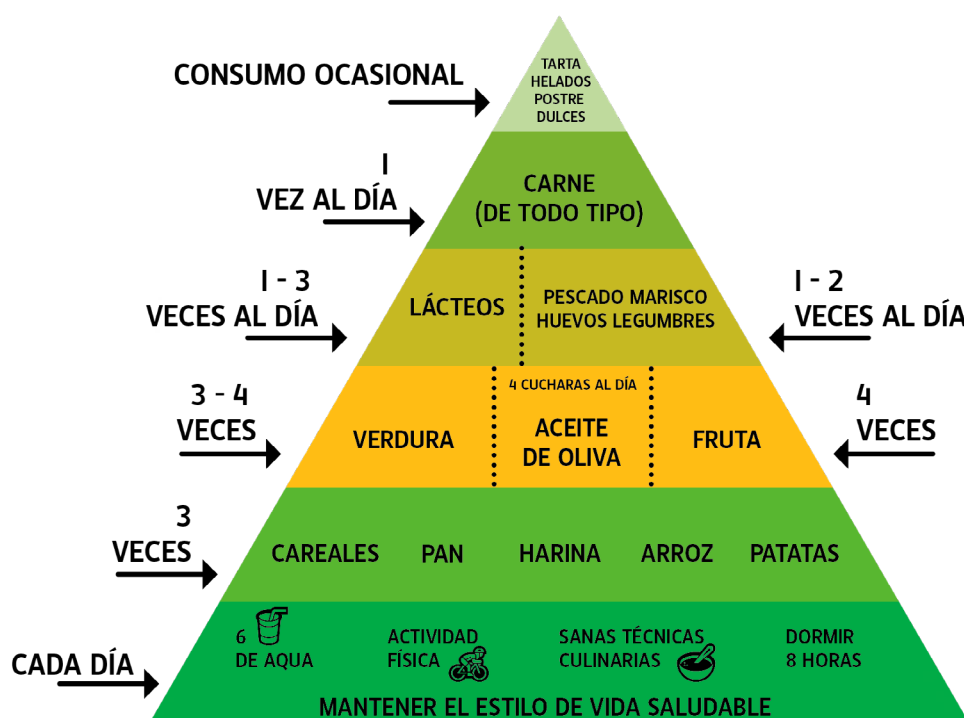 CONSUMO OCASIONAL
TARTA
HELADOS
POSTRE
DULCES
1
VEZ AL DÍA
CARNE
(DE TODO TIPO)
1 - 3
VECES AL DÍA
LÁCTEOS
PESCADO MARISCO
HUEVOS LEGUMBRES
1 - 2
VECES AL DÍA
3 - 4
VECES
VERDURA
4 CUCHARAS AL DÍA
ACEITE
DE OLIVA
FRUTA
4
VECES
3
VECES
CAREALES PAN HARINA ARROZ PATATAS
CADA DÍA
6
DE AQUA
ACTIVIDAD
FÍSICA
SANAS TÉCNICAS
CULINARIAS
DORMIR
8 HORAS
MANTENER EL ESTILO DE VIDA SALUDABLE